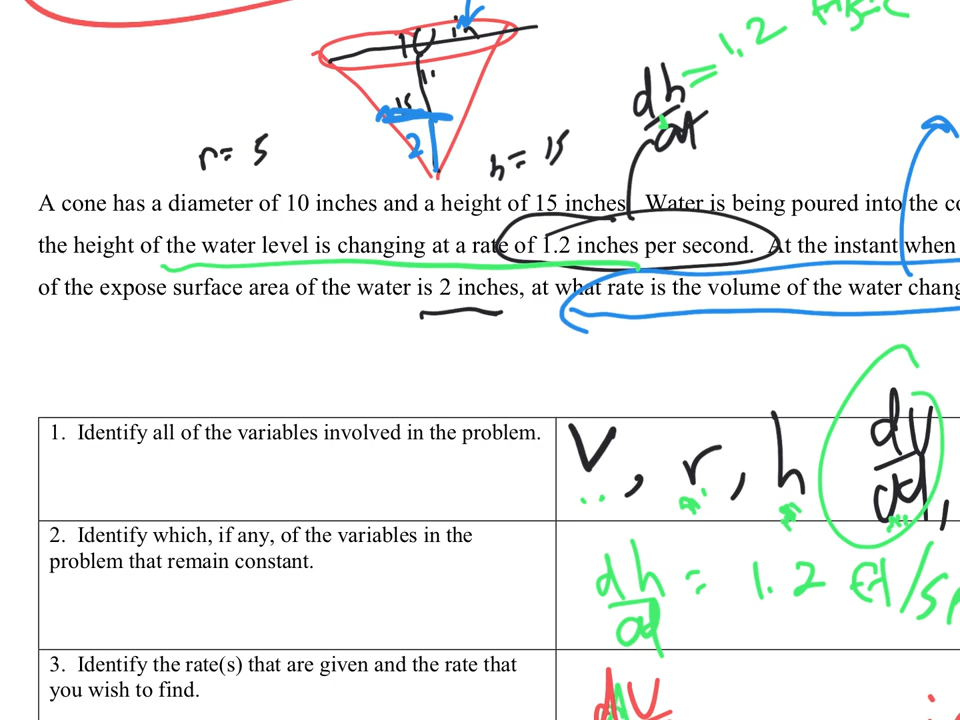 10 in
15
2
r= 5
h= 15
dh/dt = 1.2
A cone has a diameter of 10 inches and a height of 15 inches. Water is being poured into the co
the height of the water level is changing at a rate of 1.2 inches per second. At the instant when
of the expose surface area of the water is 2 inches, at what rate is the volume of the water chang
1. Identify all of the variables involved in the problem.
V, r, h dV/dt,
2. Identify which, if any, of the variables in the
problem that remain constant.
dh/dt = 1.2 ft/s
3. Identify the rate(s) that are given and the rate that
you wish to find.
dV